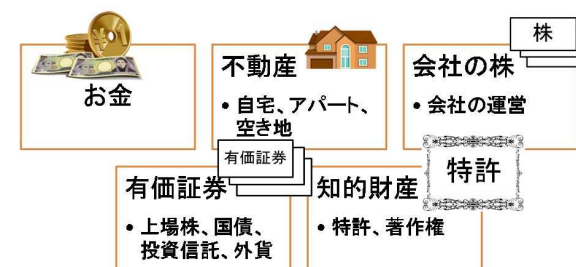 お金
不動産
• 自宅、アパート、
空き地
株
会社の株
• 会社の運営
有価証券
有価証券
• 上場株、国債、
投資信託、外貨
特許
知的財産
• 特許、著作権